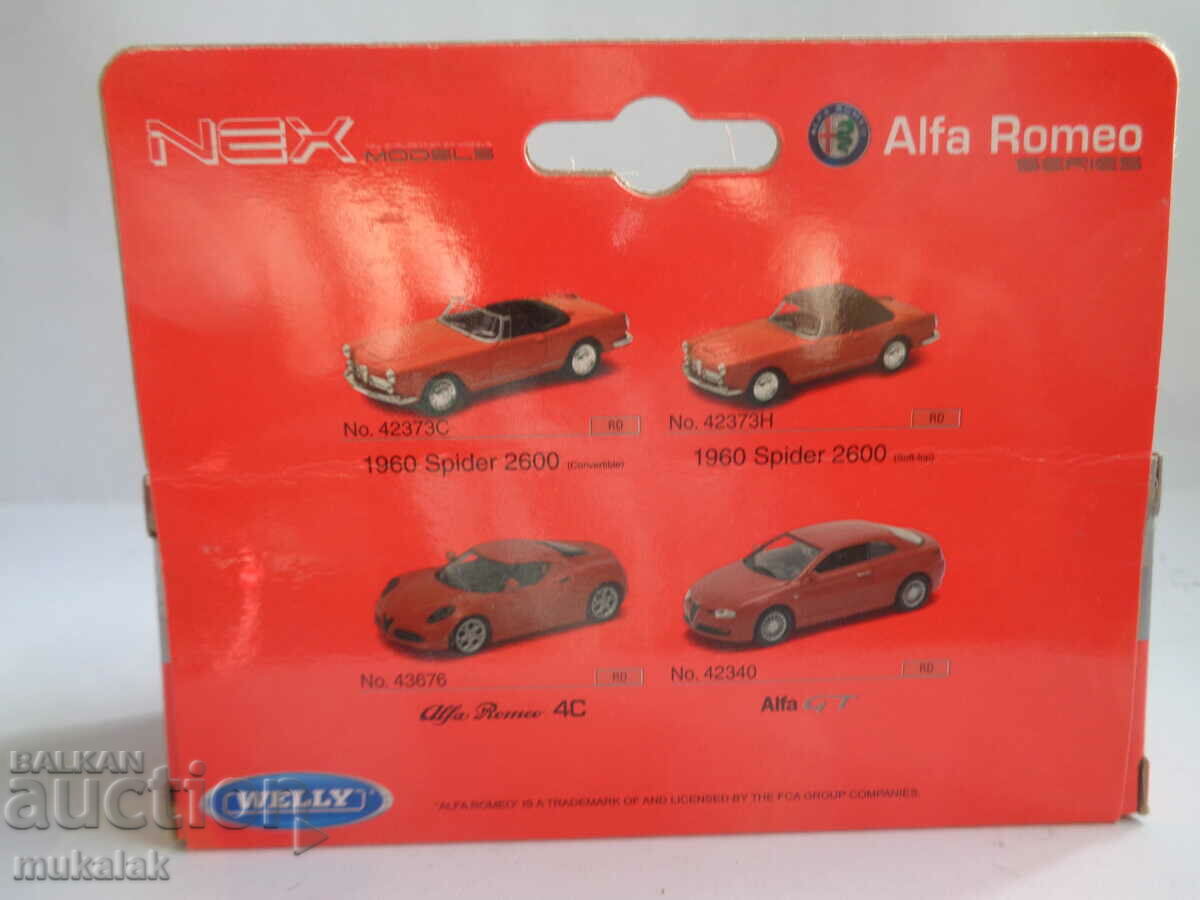 NEX
MODELS
Alfa Romeo
SERIES
No. 42373C RD
1960 Spider 2600 (Convertible)
No. 42373H RD
1960 Spider 2600 (Soft-top)
No. 43676 RD
Alfa Romeo 4C
No. 42340 RD
Alfa GT
WELLY
"ALFA ROMEO" IS A TRADEMARK OF AND LICENSED BY THE FCA GROUP COMPANIES.
BALKAN
auction
mukalak